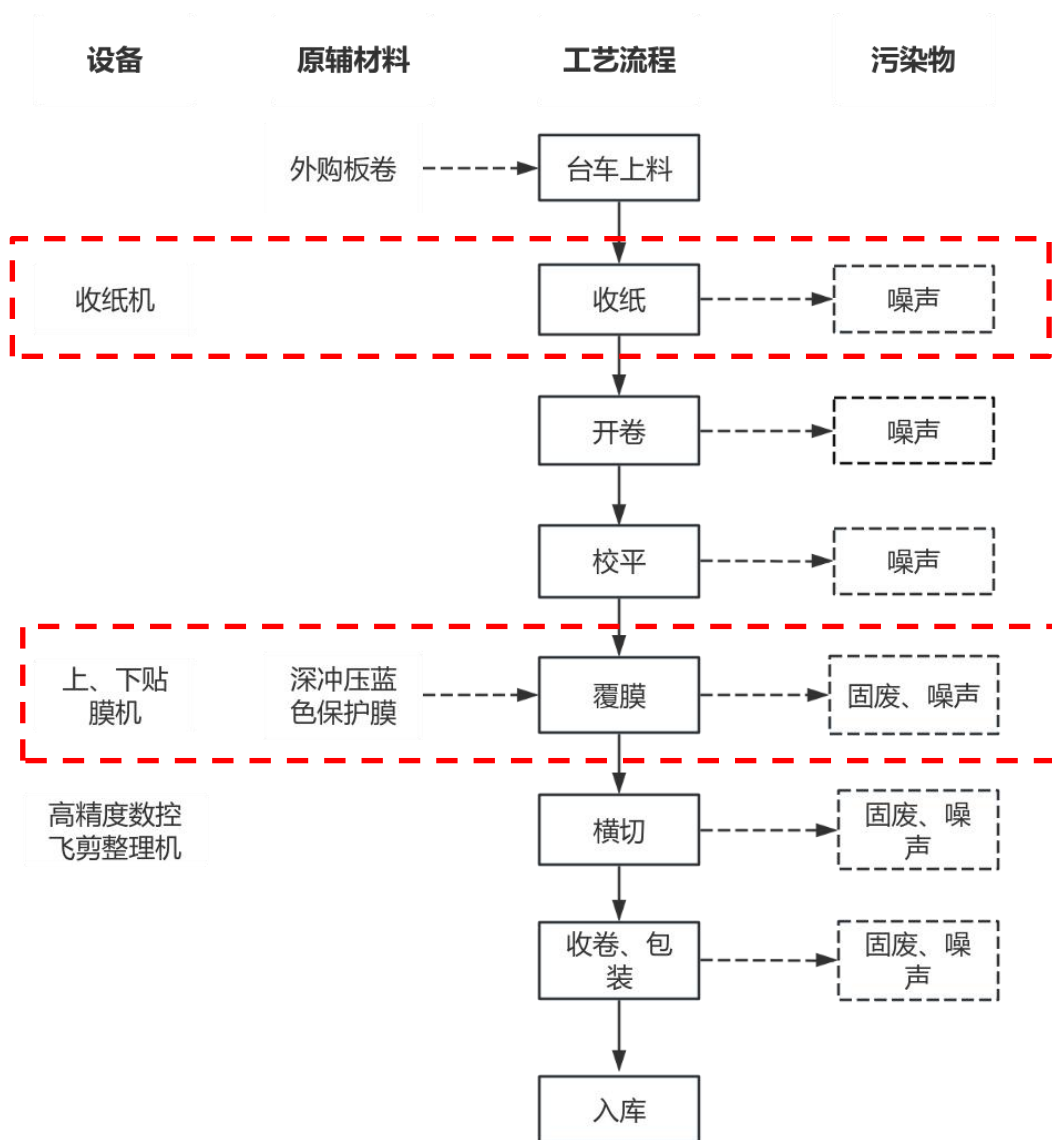 设备 原辅材料 工艺流程 污染物
外购板卷 台车上料
收纸机 收纸 噪声
开卷 噪声
校平 噪声
上、下贴
膜机
深冲压蓝
色保护膜
覆膜
固废、噪声
高精度数控
飞剪整理机
横切
固废、噪
声
收卷、包
装
固废、噪
声
入库